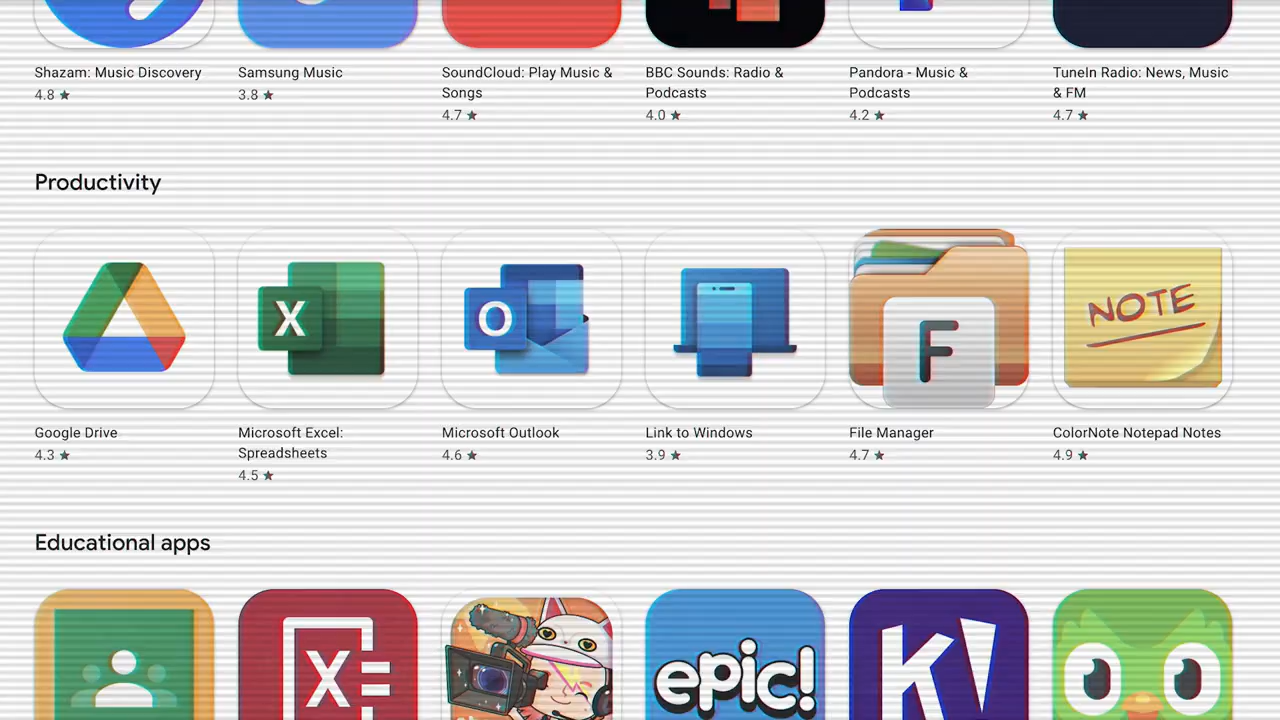 Shazam: Music Discovery
4.8 ★
Samsung Music
3.8 ★
SoundCloud: Play Music &
Songs
4.7 ★
BBC Sounds: Radio &
Podcasts
4.0 ★
Pandora - Music &
Podcasts
4.2 ★
TuneIn Radio: News, Music
& FM
4.7 ★
Productivity
X
O
F
NOTE
Google Drive
4.3 ★
Microsoft Excel:
Spreadsheets
4.5 ★
Microsoft Outlook
4.6 ★
Link to Windows
3.9 ★
File Manager
4.7 ★
ColorNote Notepad Notes
4.9 ★
Educational apps
X=
epic!
K!